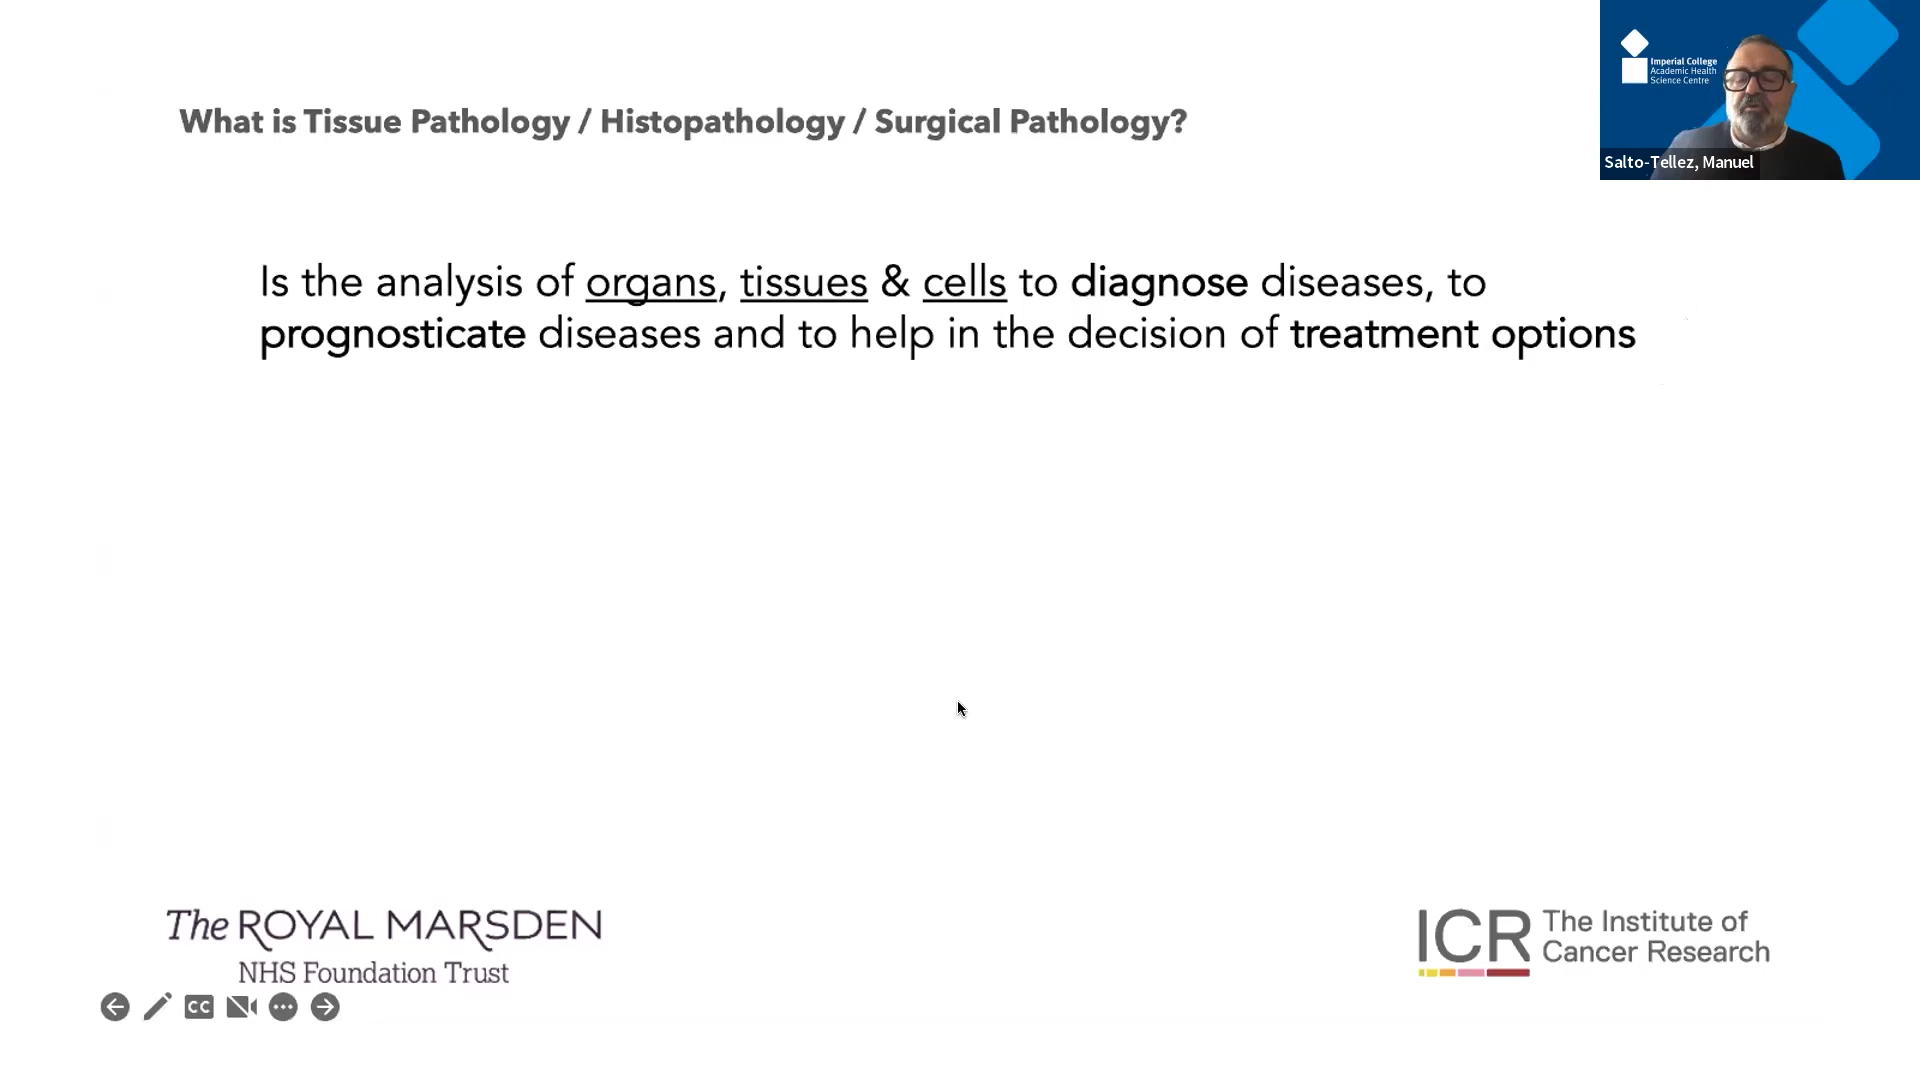 What is Tissue Pathology / Histopathology / Surgical Pathology?
Imperial College
Academic Health
Science Centre
Salto-Tellez, Manuel
Is the analysis of organs, tissues & cells to diagnose diseases, to
prognosticate diseases and to help in the decision of treatment options
The ROYAL MARSDEN
NHS Foundation Trust
ICR The Institute of
Cancer Research
CC